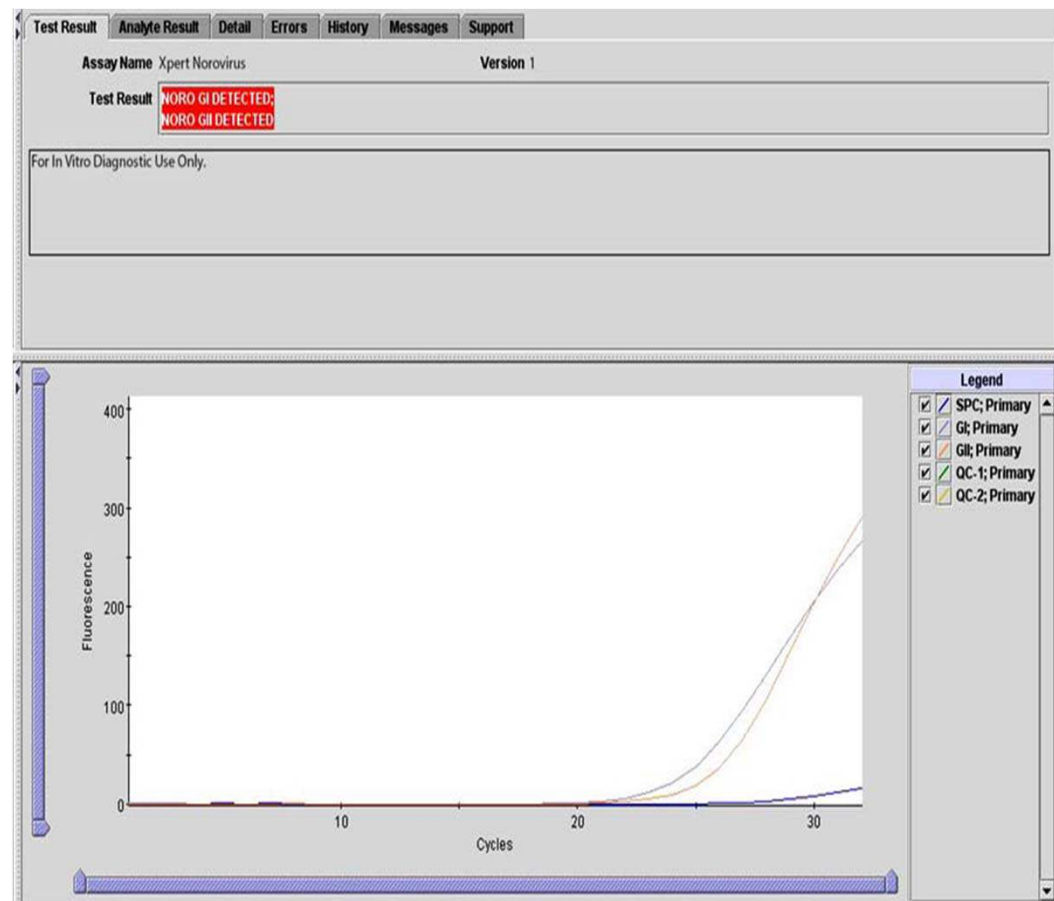 Test Result Analyte Result Detail Errors History Messages Support
Assay Name Xpert Norovirus Version 1
Test Result NORO GI DETECTED;
NORO GII DETECTED
For In Vitro Diagnostic Use Only.
Legend
SPC; Primary
GI; Primary
GII; Primary
QC-1; Primary
QC-2; Primary
400
300
200
100
0
Fluorescence
10 20 30
Cycles